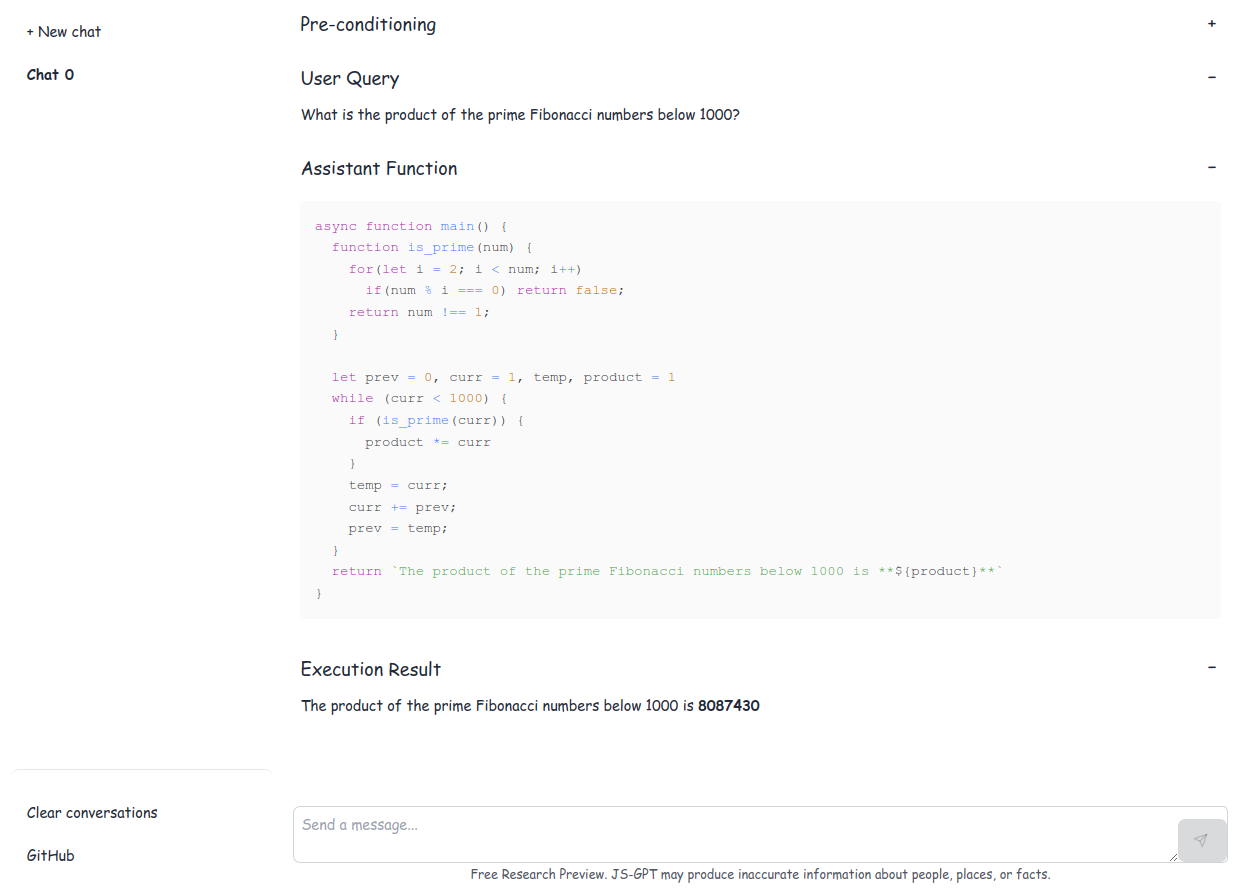 + New chat
Chat 0
Clear conversations
GitHub
Pre-conditioning +
User Query −
What is the product of the prime Fibonacci numbers below 1000?
Assistant Function −
async function main() {
  function is_prime(num) {
    for(let i = 2; i < num; i++)
      if(num % i === 0) return false;
    return num !== 1;
  }
  let prev = 0, curr = 1, temp, product = 1
  while (curr < 1000) {
    if (is_prime(curr)) {
      product *= curr
    }
    temp = curr;
    curr += prev;
    prev = temp;
  }
  return `The product of the prime Fibonacci numbers below 1000 is **${product}**`
}
Execution Result −
The product of the prime Fibonacci numbers below 1000 is 8087430
Send a message...
Free Research Preview. JS-GPT may produce inaccurate information about people, places, or facts.